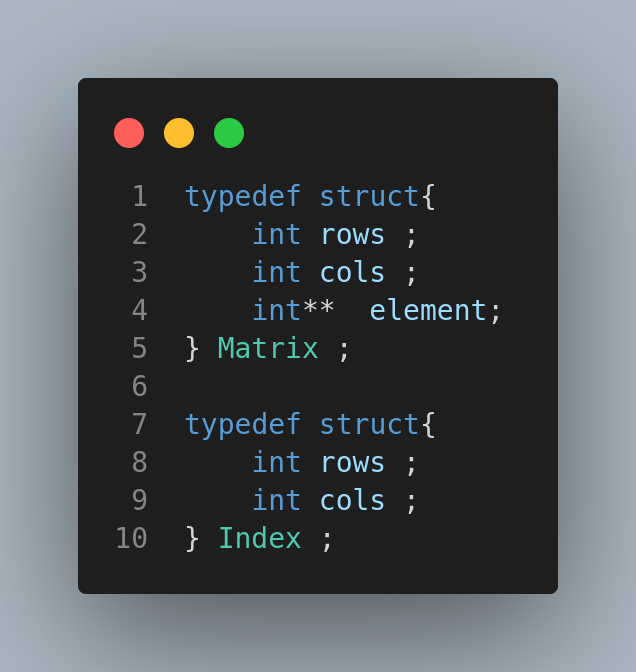 1 typedef struct{
2     int rows ;
3     int cols ;
4     int**  element;
5 } Matrix ;
6
7 typedef struct{
8     int rows ;
9     int cols ;
10 } Index ;